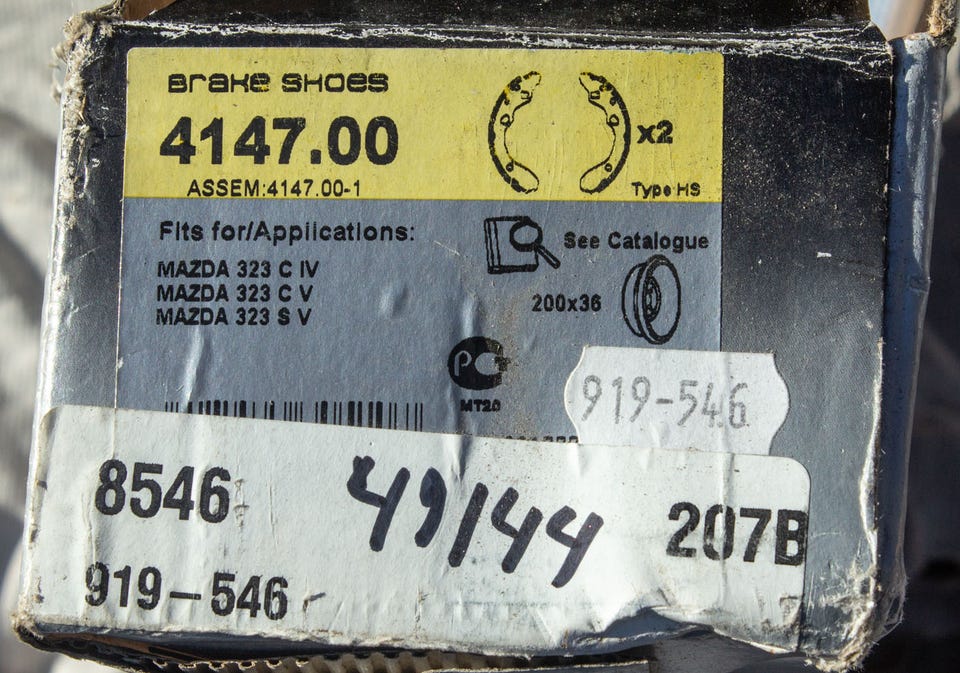 Brake Shoes
4147.00
x2
ASSEM:4147.00-1
Type HS
Fits for/Applications:
See Catalogue
MAZDA 323 C IV
MAZDA 323 C V
MAZDA 323 S V
200x36
PC
MT20
919-546
8546
49/44
207B
919-546